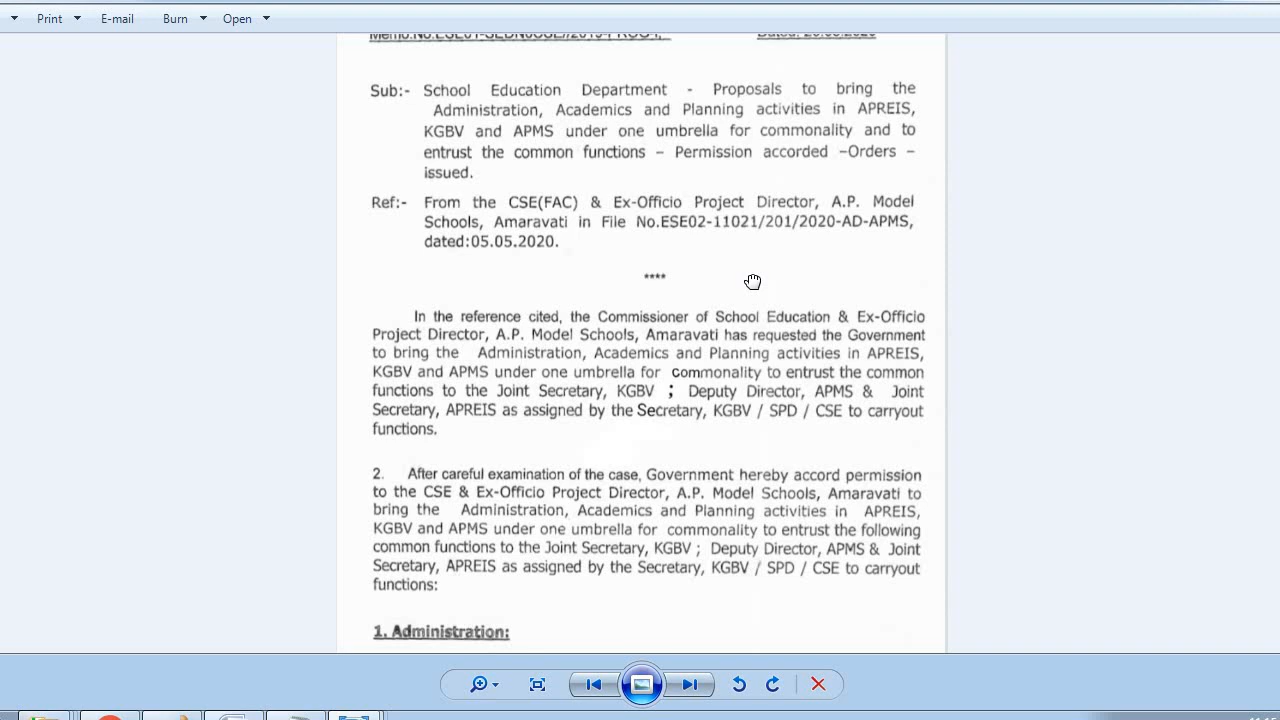 Print E-mail Burn Open
Sub:- School Education Department - Proposals to bring the
Administration, Academics and Planning activities in APREIS,
KGBV and APMS under one umbrella for commonality and to
entrust the common functions – Permission accorded –Orders –
issued.
Ref:- From the CSE(FAC) & Ex-Officio Project Director, A.P. Model
Schools, Amaravati in File No.ESE02-11021/201/2020-AD-APMS,
dated:05.05.2020.
****
In the reference cited, the Commissioner of School Education & Ex-Officio
Project Director, A.P. Model Schools, Amaravati has requested the Government
to bring the Administration, Academics and Planning activities in APREIS,
KGBV and APMS under one umbrella for commonality to entrust the common
functions to the Joint Secretary, KGBV ; Deputy Director, APMS & Joint
Secretary, APREIS as assigned by the Secretary, KGBV / SPD / CSE to carryout
functions.
2. After careful examination of the case, Government hereby accord permission
to the CSE & Ex-Officio Project Director, A.P. Model Schools, Amaravati to
bring the Administration, Academics and Planning activities in APREIS,
KGBV and APMS under one umbrella for commonality to entrust the following
common functions to the Joint Secretary, KGBV ; Deputy Director, APMS & Joint
Secretary, APREIS as assigned by the Secretary, KGBV / SPD / CSE to carryout
functions:
1. Administration: